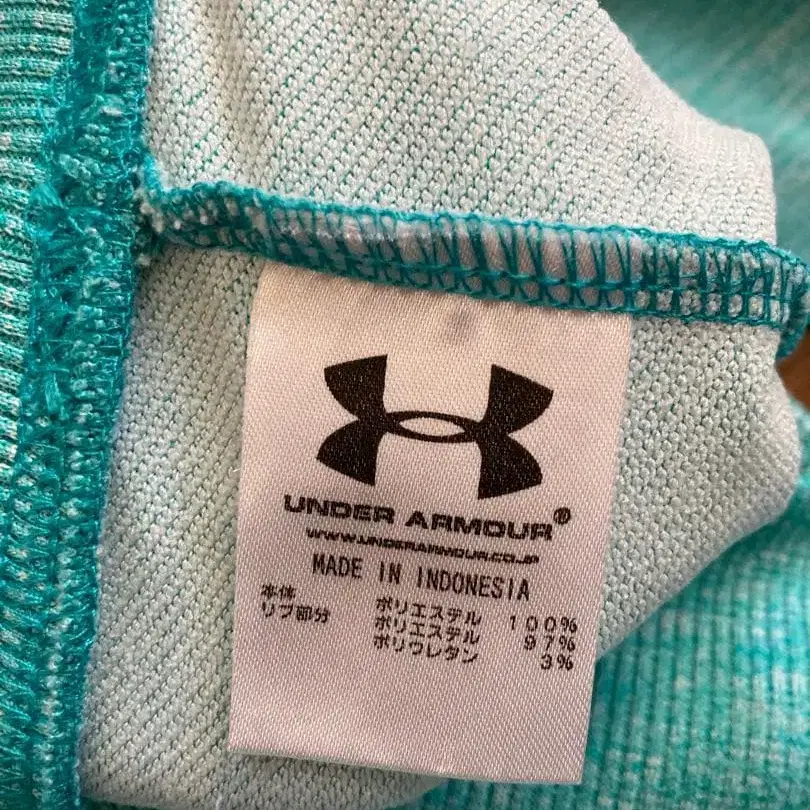 UNDER ARMOUR®
www.UNDERARMOUR.co.jp
MADE IN INDONESIA
本体 ポリエステル 100%
リブ部分 ポリエステル 97%
ポリウレタン 3%